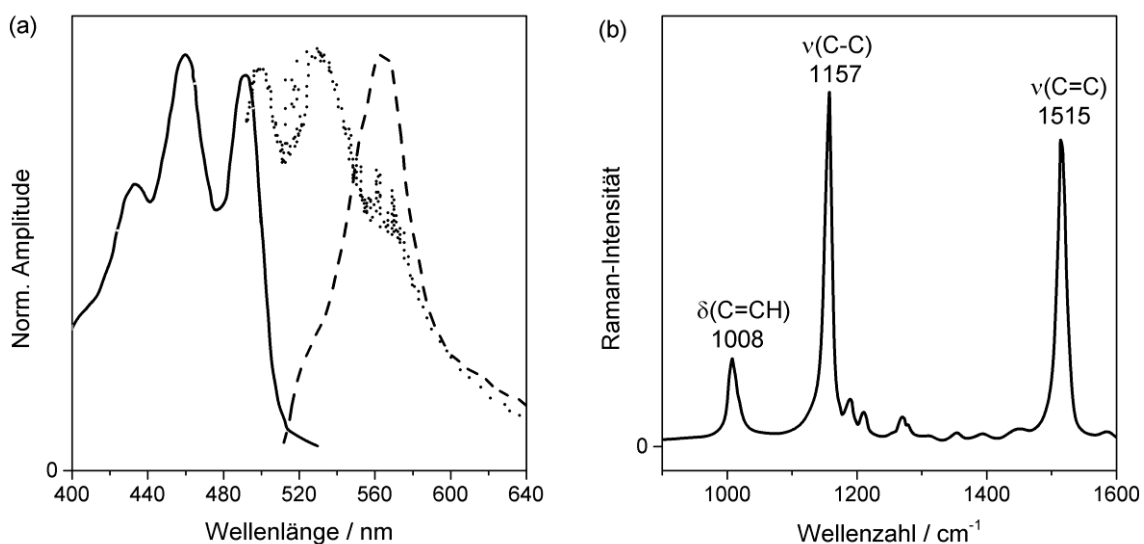 (a)
Norm. Amplitude
0
400 440 480 520 560 600 640
Wellenlänge / nm
(b)
ν(C-C)
1157
ν(C=C)
1515
δ(C=CH)
1008
Raman-Intensität
0
1000 1200 1400 1600
Wellenzahl / cm⁻¹